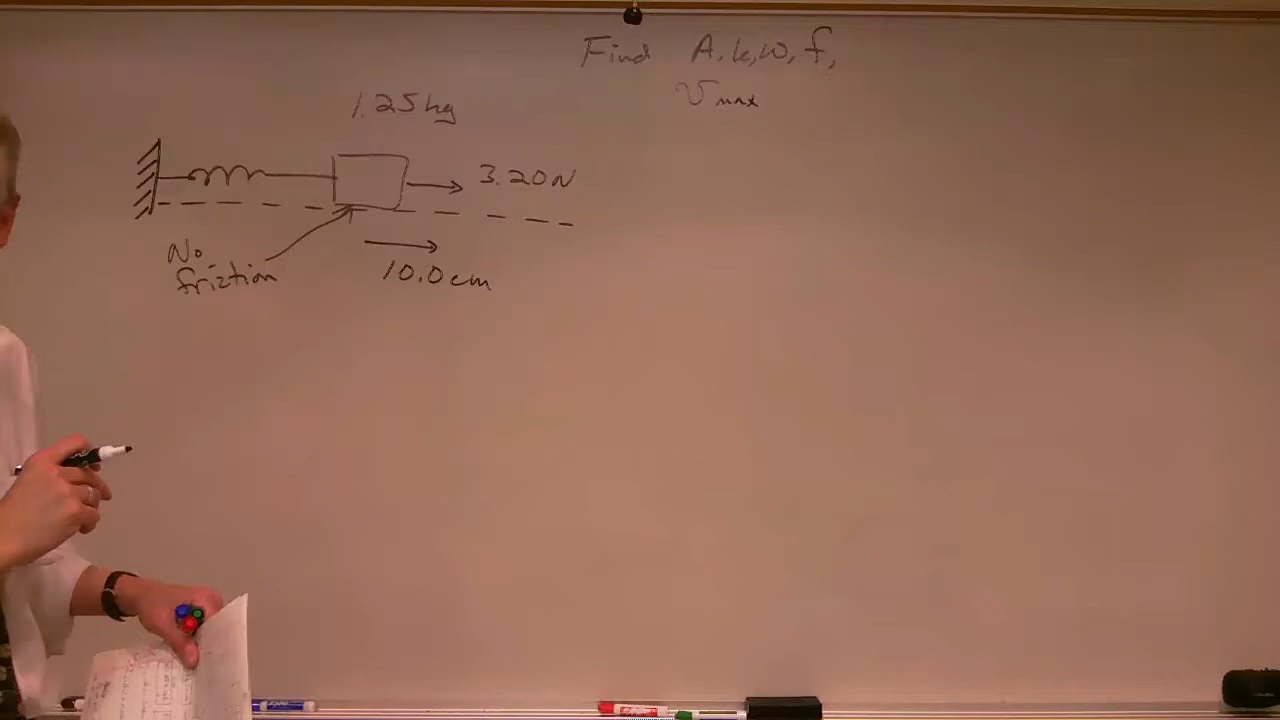 Find A, k, ω, f,
v max
1.25 kg
3.20 N
No
friction
10.0 cm